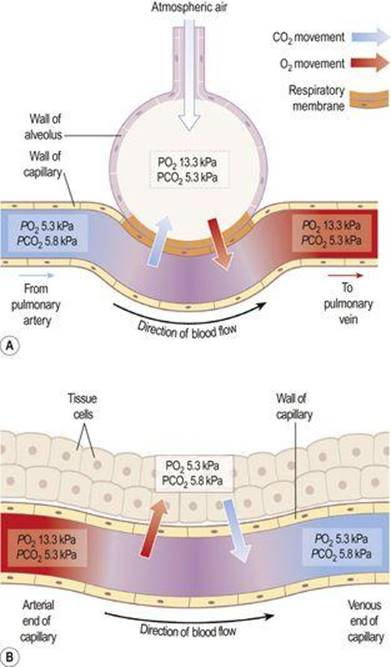 Atmospheric air
CO2 movement
O2 movement
Respiratory
membrane
Wall of
alveolus
Wall of
capillary
PO2 13.3 kPa
PCO2 5.3 kPa
PO2 5.3 kPa
PCO2 5.8 kPa
PO2 13.3 kPa
PCO2 5.3 kPa
From
pulmonary
artery
To
pulmonary
vein
Direction of blood flow
A
Tissue
cells
Wall of
capillary
PO2 5.3 kPa
PCO2 5.8 kPa
PO2 13.3 kPa
PCO2 5.3 kPa
PO2 5.3 kPa
PCO2 5.8 kPa
Arterial
end of
capillary
Direction of blood flow
Venous
end of
capillary
B